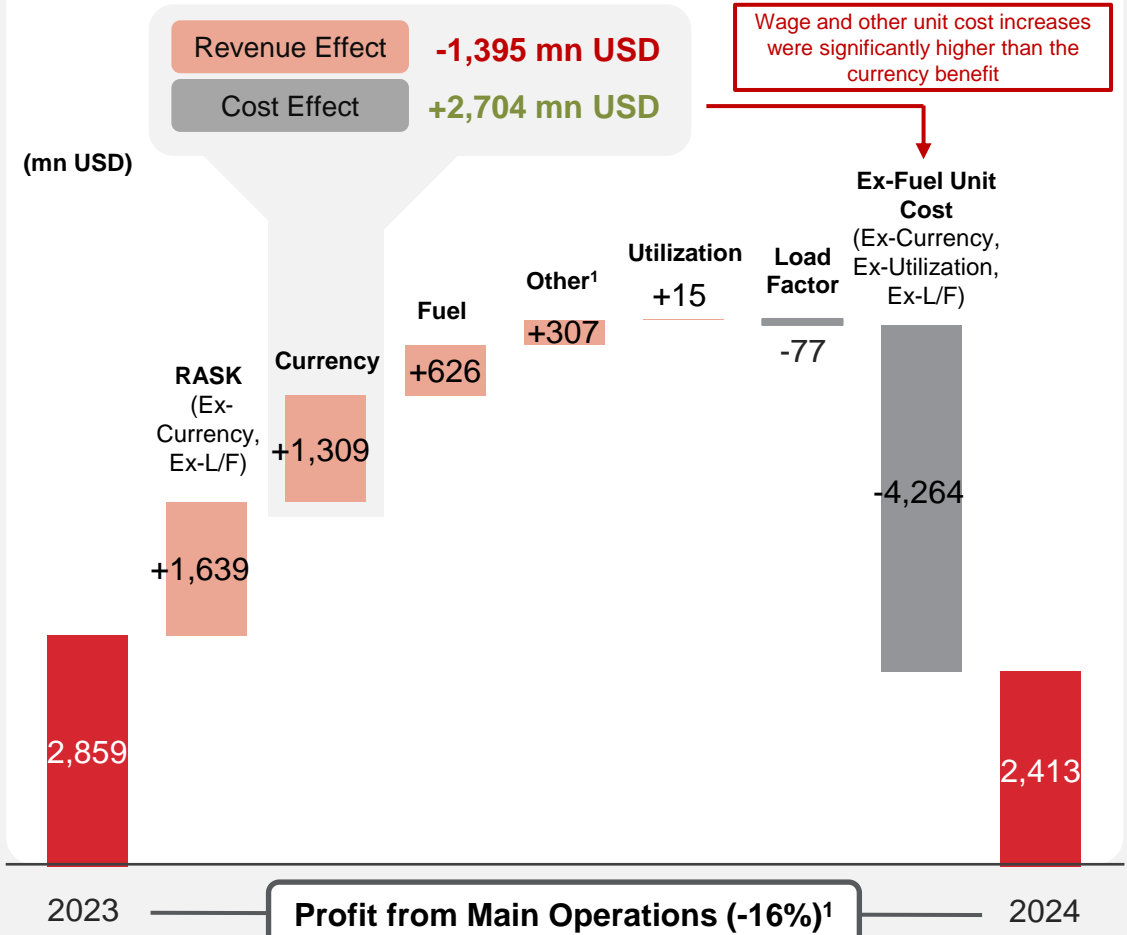 Revenue Effect -1,395 mn USD
Cost Effect +2,704 mn USD
Wage and other unit cost increases
were significantly higher than the
currency benefit
(mn USD)
2,859
RASK
(Ex-
Currency,
Ex-L/F)
+1,639
Currency
+1,309
Fuel
+626
Other¹
+307
Utilization
+15
Load
Factor
-77
Ex-Fuel Unit
Cost
(Ex-Currency,
Ex-Utilization,
Ex-L/F)
-4,264
2,413
2023
Profit from Main Operations (-16%)¹
2024